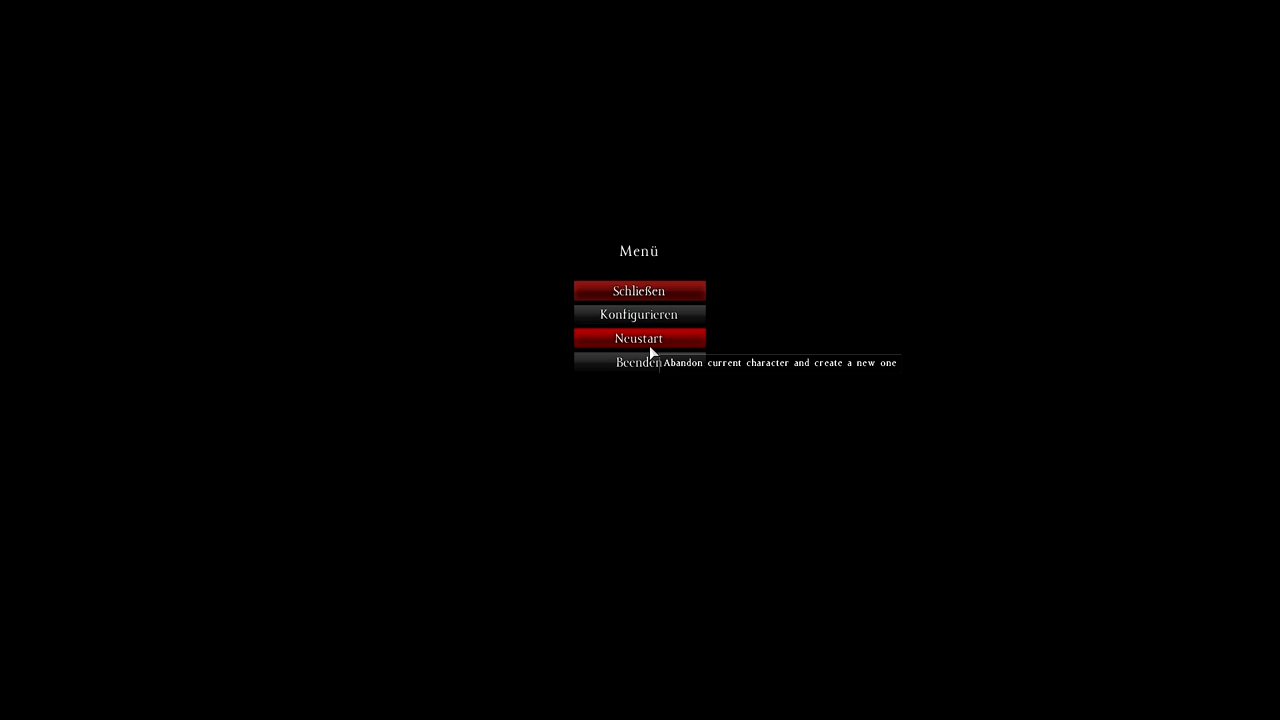 Menü
Schließen
Konfigurieren
Neustart
Beenden
Abandon current character and create a new one